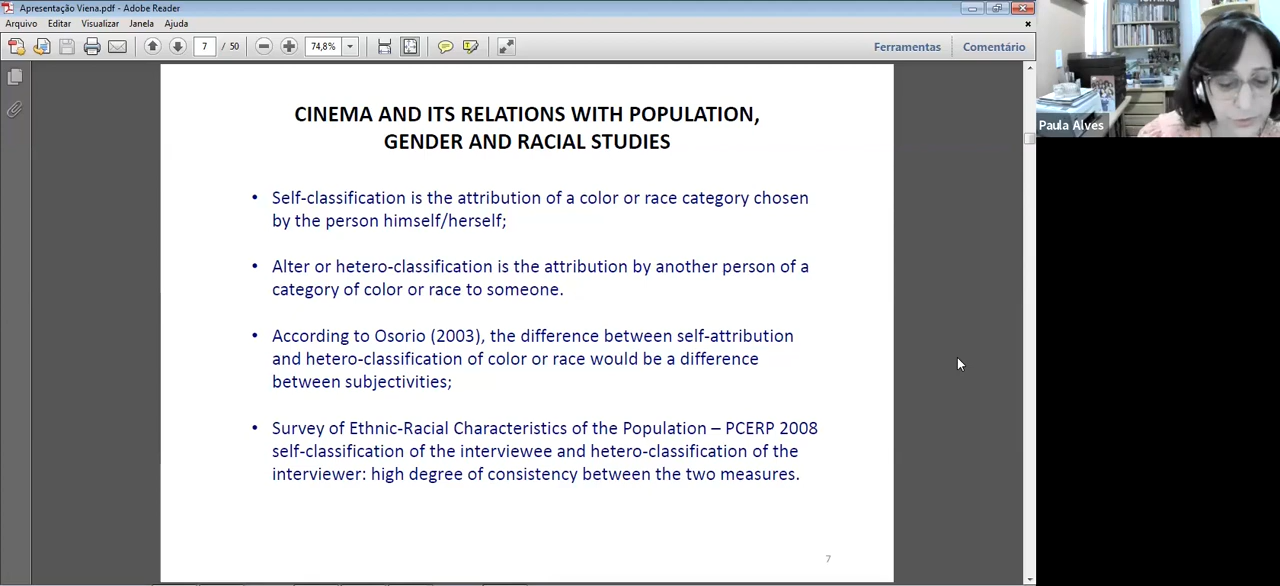 Apresentação Viena.pdf - Adobe Reader
Arquivo Editar Visualizar Janela Ajuda
7 / 50 74,8% Ferramentas Comentário
CINEMA AND ITS RELATIONS WITH POPULATION,
GENDER AND RACIAL STUDIES
• Self-classification is the attribution of a color or race category chosen
by the person himself/herself;
• Alter or hetero-classification is the attribution by another person of a
category of color or race to someone.
• According to Osorio (2003), the difference between self-attribution
and hetero-classification of color or race would be a difference
between subjectivities;
• Survey of Ethnic-Racial Characteristics of the Population – PCERP 2008
self-classification of the interviewee and hetero-classification of the
interviewer: high degree of consistency between the two measures.
7
Paula Alves